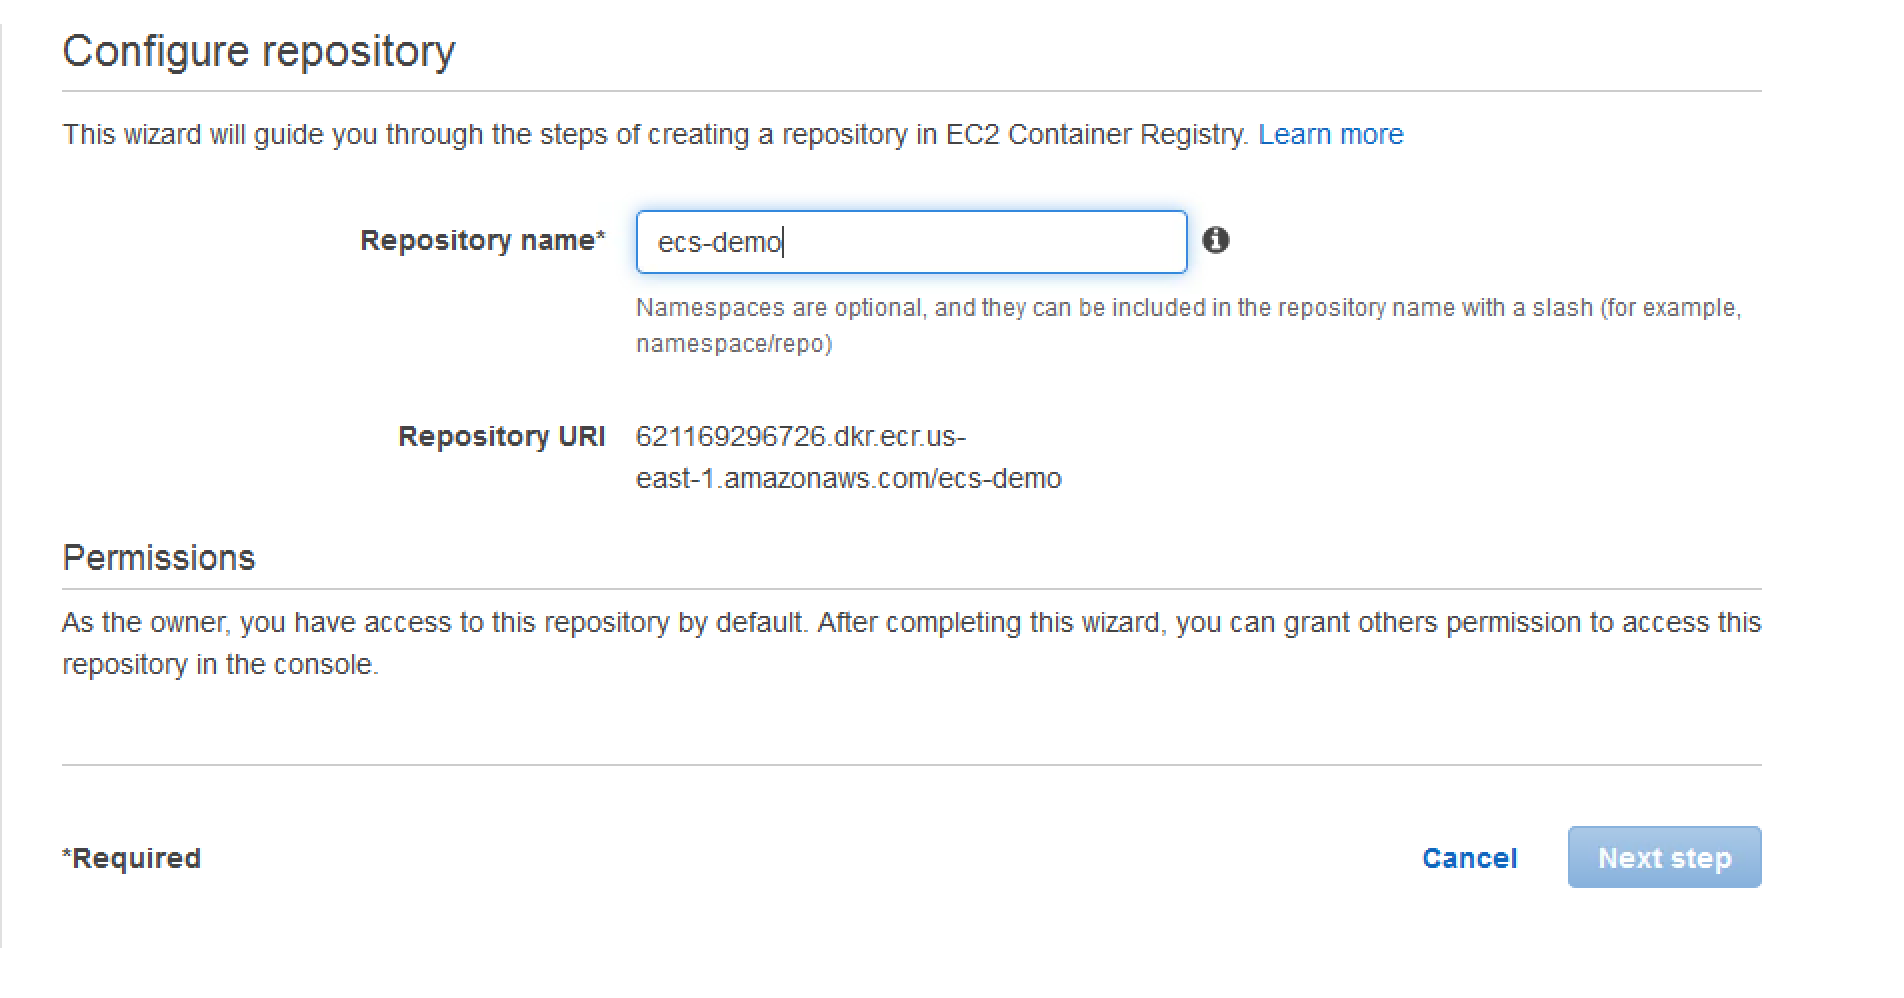 Configure repository
This wizard will guide you through the steps of creating a repository in EC2 Container Registry. Learn more
Repository name* ecs-demo
Namespaces are optional, and they can be included in the repository name with a slash (for example,
namespace/repo)
Repository URI 621169296726.dkr.ecr.us-
east-1.amazonaws.com/ecs-demo
Permissions
As the owner, you have access to this repository by default. After completing this wizard, you can grant others permission to access this
repository in the console.
*Required Cancel Next step